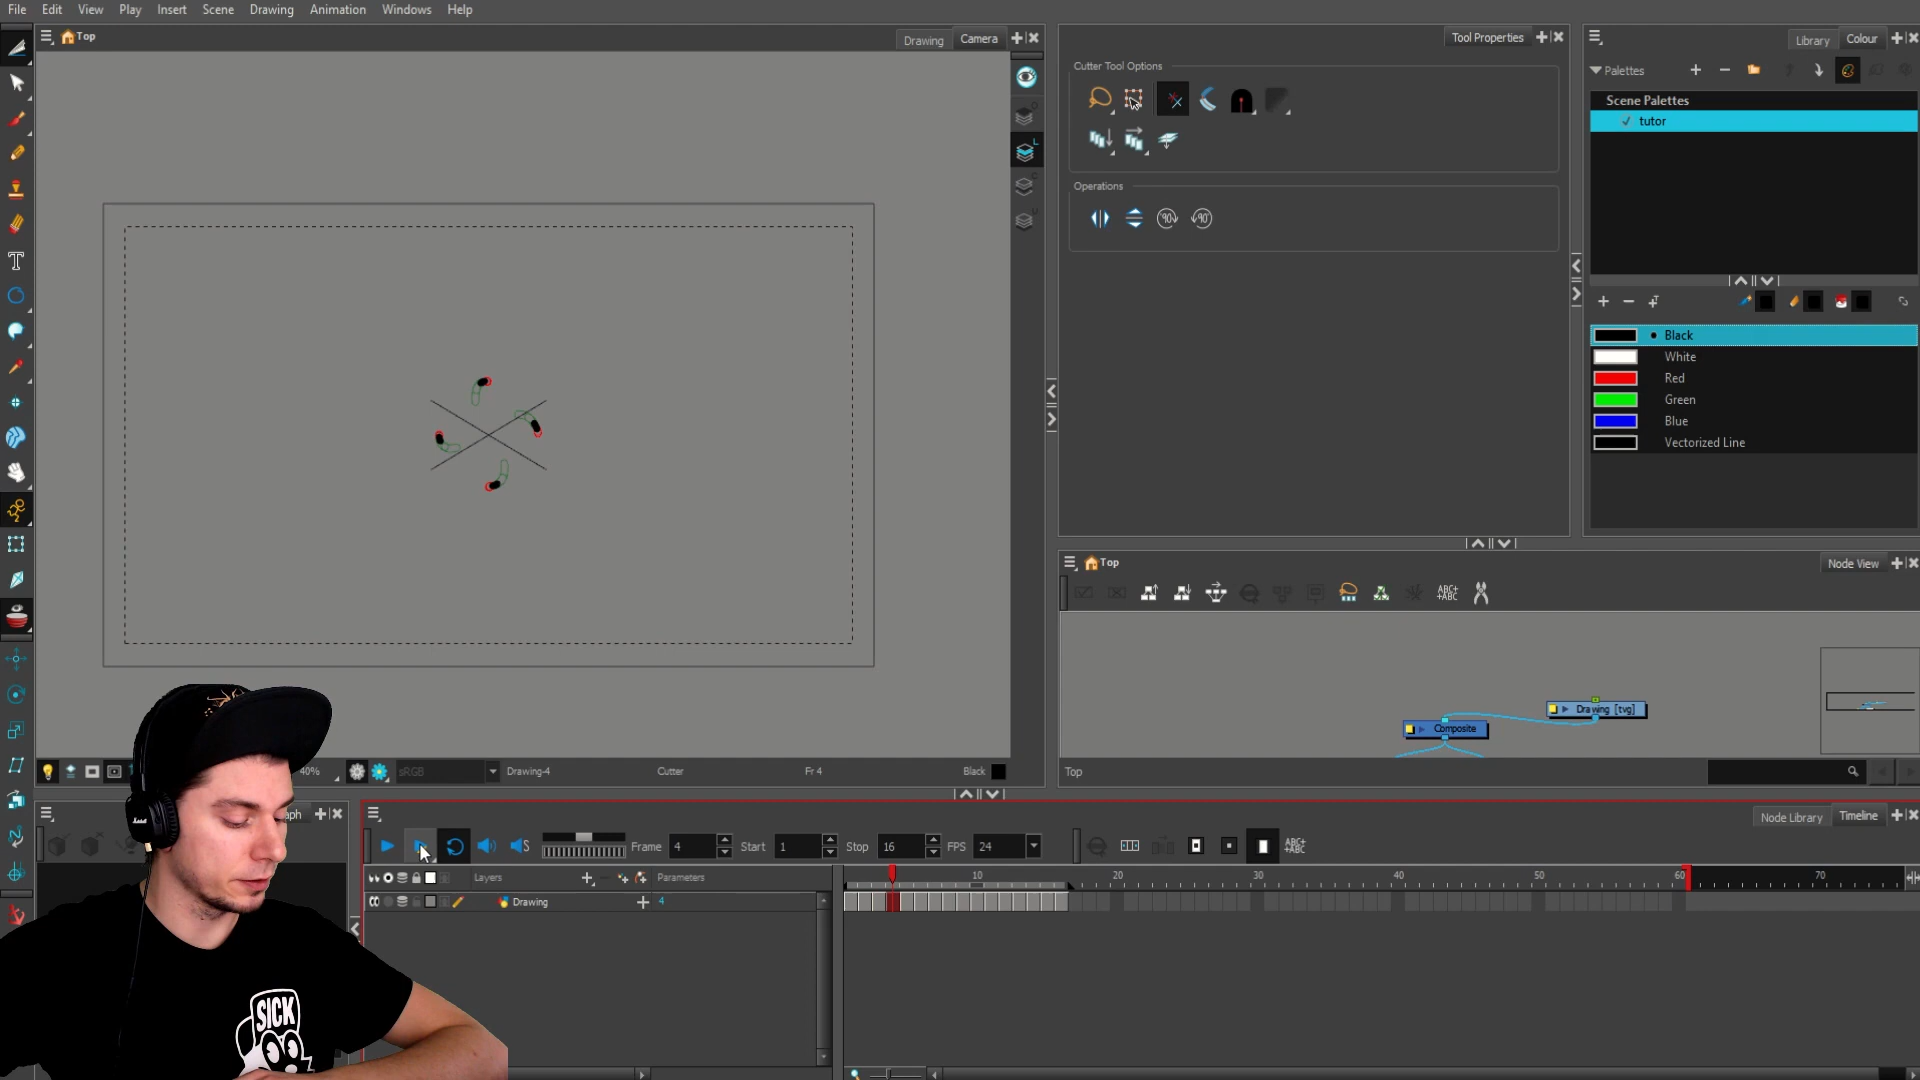 File Edit View Play Insert Scene Drawing Animation Windows Help
Top
Drawing Camera
Tool Properties
Library Colour
Cutter Tool Options
Palettes
Scene Palettes
tutor
Operations
Black
White
Red
Green
Blue
Vectorized Line
Top
Node View
Drawing [tvg]
Composite
Top
40% sRGB Drawing-4 Cutter Fr 4 Black
Node Library Timeline
Frame 4 Start 1 Stop 16 FPS 24
Layers Parameters
10 20 30 40 50 60 70
Drawing 4
SICK